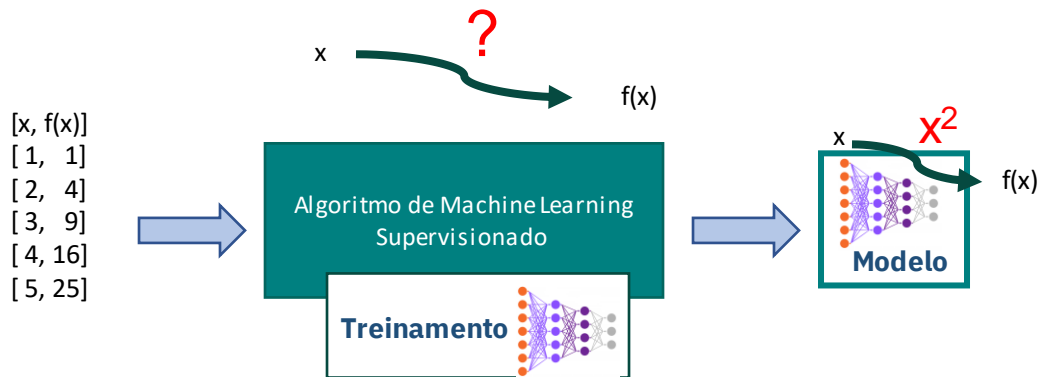 x
?
f(x)
[x, f(x)]
[ 1, 1]
[ 2, 4]
[ 3, 9]
[ 4, 16]
[ 5, 25]
Algoritmo de Machine Learning
Supervisionado
Treinamento
x
x²
f(x)
Modelo